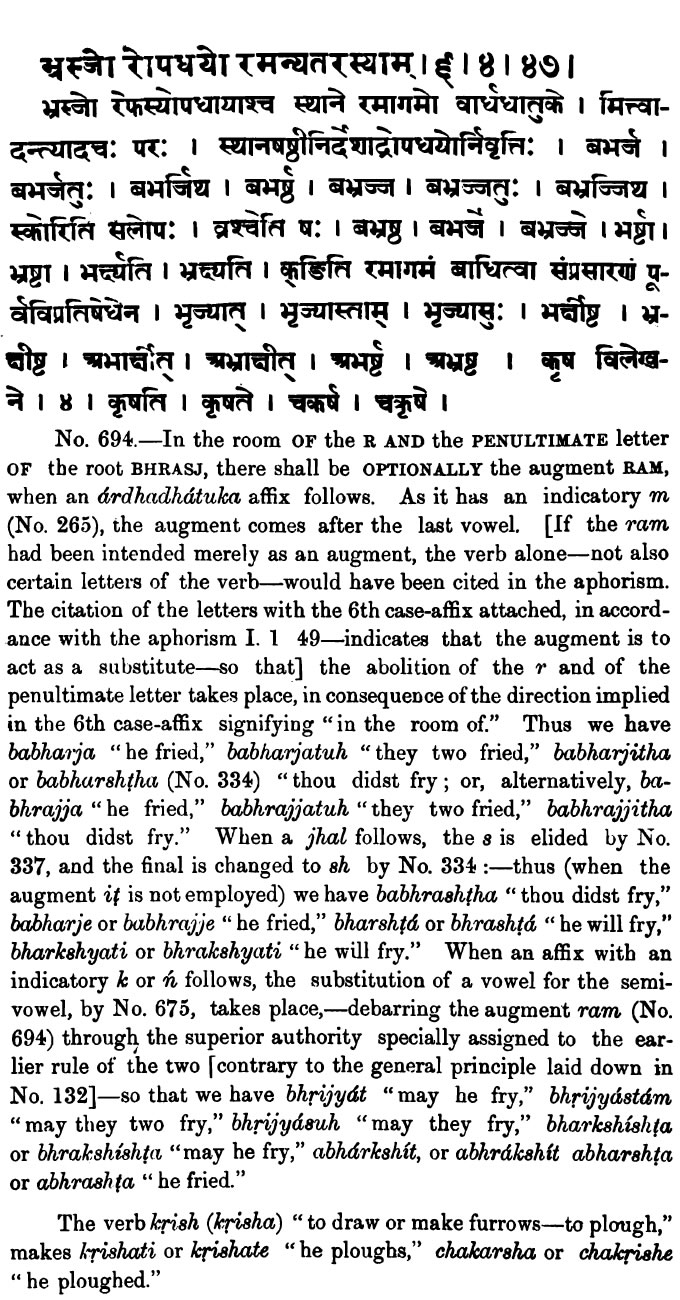 भ्रस्जो रोपधयो रमन्यतरस्याम् । ६ । ४ । ४७ ।
भ्रस्जो रेफस्योपधायाश्च स्थाने रमागमो वार्धधातुके । मित्त्वा-
दन्त्यादचः परः । स्थानषष्ठीनिर्देशाद्रोपधयोर्निवृत्तिः । बभर्ज ।
बभर्जतुः । बभर्जिथ । बभर्ष्ठ । बभ्रज्ज । बभ्रज्जतुः । बभ्रज्जिथ ।
स्कोरिति सलोपः । व्रश्चेति षः । बभ्रष्ठ । बभर्जे । बभ्रज्जे । भर्ष्टा ।
भ्रष्टा । भर्क्ष्यति । भ्रक्ष्यति । क्ङिति रमागमं बाधित्वा संप्रसारणं पू-
र्वविप्रतिषेधेन । भृज्यात् । भृज्यास्ताम् । भृज्यासुः । भर्क्षीष्ट । भ्र-
क्षीष्ट । अभार्क्षीत् । अभ्राक्षीत् । अभर्ष्ट । अभ्रष्ट । कृष विलेख-
ने । ४ । कृषति । कृषते । चकर्ष । चकृषे ।
No. 694.—In the room OF the R AND the PENULTIMATE letter
OF the root BHRASJ, there shall be OPTIONALLY the augment RAM,
when an árdhadhátuka affix follows. As it has an indicatory m
(No. 265), the augment comes after the last vowel. [If the ram
had been intended merely as an augment, the verb alone—not also
certain letters of the verb—would have been cited in the aphorism.
The citation of the letters with the 6th case-affix attached, in accord-
ance with the aphorism I. 1 49—indicates that the augment is to
act as a substitute—so that] the abolition of the r and of the
penultimate letter takes place, in consequence of the direction implied
in the 6th case-affix signifying "in the room of." Thus we have
babharja "he fried," babharjatuh "they two fried," babharjitha
or babharshṭha (No. 334) "thou didst fry ; or, alternatively, ba-
bhrajja "he fried," babhrajjatuh "they two fried," babhrajjitha
"thou didst fry." When a jhal follows, the s is elided by No.
337, and the final is changed to sh by No. 334 :—thus (when the
augment iṭ is not employed) we have babhrashṭha "thou didst fry,"
babharje or babhrajje "he fried," bharshṭá or bhrashṭá "he will fry,"
bharkshyati or bhrakshyati "he will fry." When an affix with an
indicatory k or ń follows, the substitution of a vowel for the semi-
vowel, by No. 675, takes place,—debarring the augment ram (No.
694) through the superior authority specially assigned to the ear-
lier rule of the two [contrary to the general principle laid down in
No. 132]—so that we have bhṛijyát "may he fry," bhṛijyástám
"may they two fry," bhṛijyásuh "may they fry," bharkshíshṭa
or bhrakshíshṭa "may he fry," abhárkshít, or abhrákshít abharshṭa
or abhrashṭa "he fried."
The verb kṛish (kṛisha) "to draw or make furrows—to plough,"
makes kṛishati or kṛishate "he ploughs," chakarsha or chakṛishe
"he ploughed."